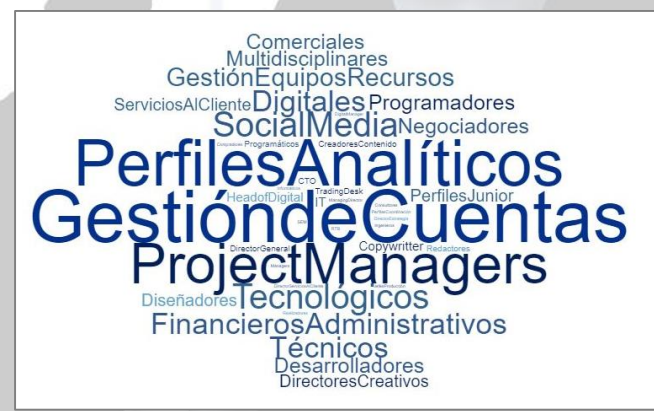 Comerciales
Multidisciplinares
GestiónEquiposRecursos
ServiciosAlCliente Digitales Programadores
SocialMedia Negociadores
Programáticos CreadoresContenido
PerfilesAnalíticos
CTO
HeadofDigital IT TradingDesk PerfilesJunior
GestióndeCuentas
DirectorGeneral Copywritter Redactores
ProjectManagers
Diseñadores Tecnológicos
FinancierosAdministrativos
Técnicos
Desarrolladores
DirectoresCreativos